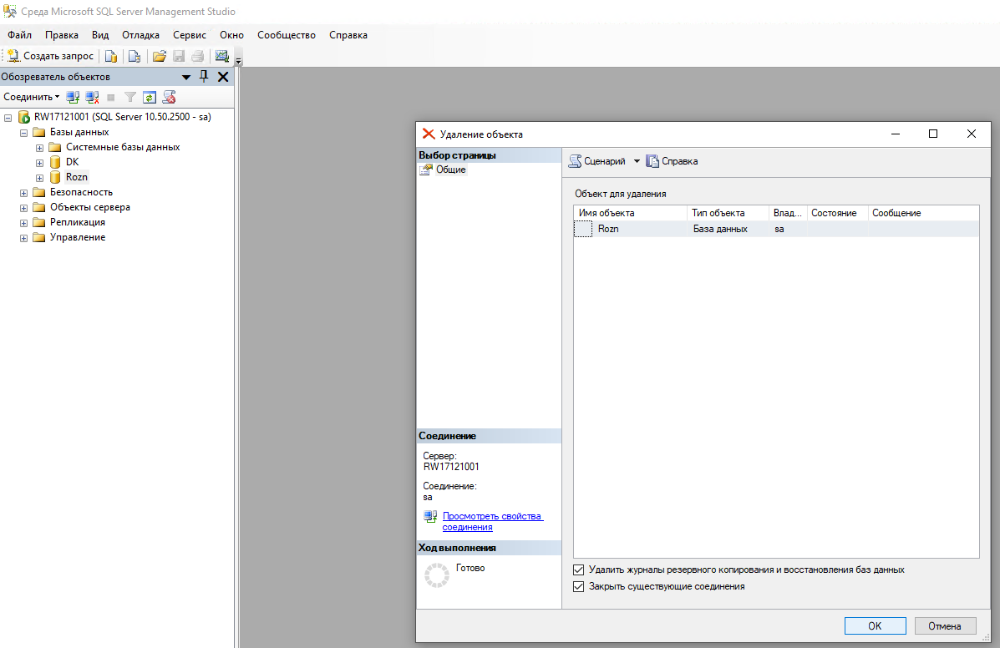 Среда Microsoft SQL Server Management Studio
Файл Правка Вид Отладка Сервис Окно Сообщество Справка
Создать запрос
Обозреватель объектов
Соединить
RW17121001 (SQL Server 10.50.2500 - sa)
Базы данных
Системные базы данных
DK
Rozn
Безопасность
Объекты сервера
Репликация
Управление
Удаление объекта
Выбор страницы
Общие
Сценарий Справка
Объект для удаления
Имя объекта Тип объекта Влад... Состояние Сообщение
Rozn База данных sa
Соединение
Сервер:
RW17121001
Соединение:
sa
Просмотреть свойства
соединения
Ход выполнения
Готово
Удалить журналы резервного копирования и восстановления баз данных
Закрыть существующие соединения
OK Отмена